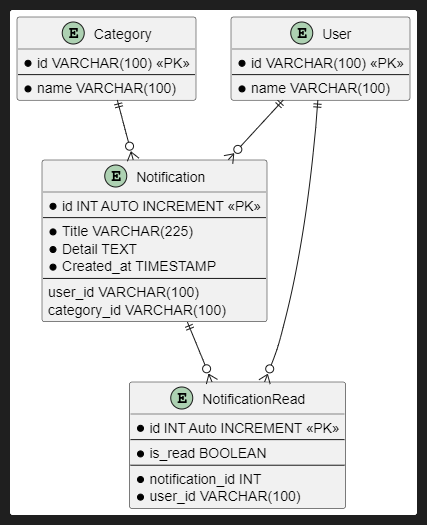 E Category
id VARCHAR(100) «PK»
name VARCHAR(100)
E User
id VARCHAR(100) «PK»
name VARCHAR(100)
E Notification
id INT AUTO INCREMENT «PK»
Title VARCHAR(225)
Detail TEXT
Created_at TIMESTAMP
user_id VARCHAR(100)
category_id VARCHAR(100)
E NotificationRead
id INT Auto INCREMENT «PK»
is_read BOOLEAN
notification_id INT
user_id VARCHAR(100)